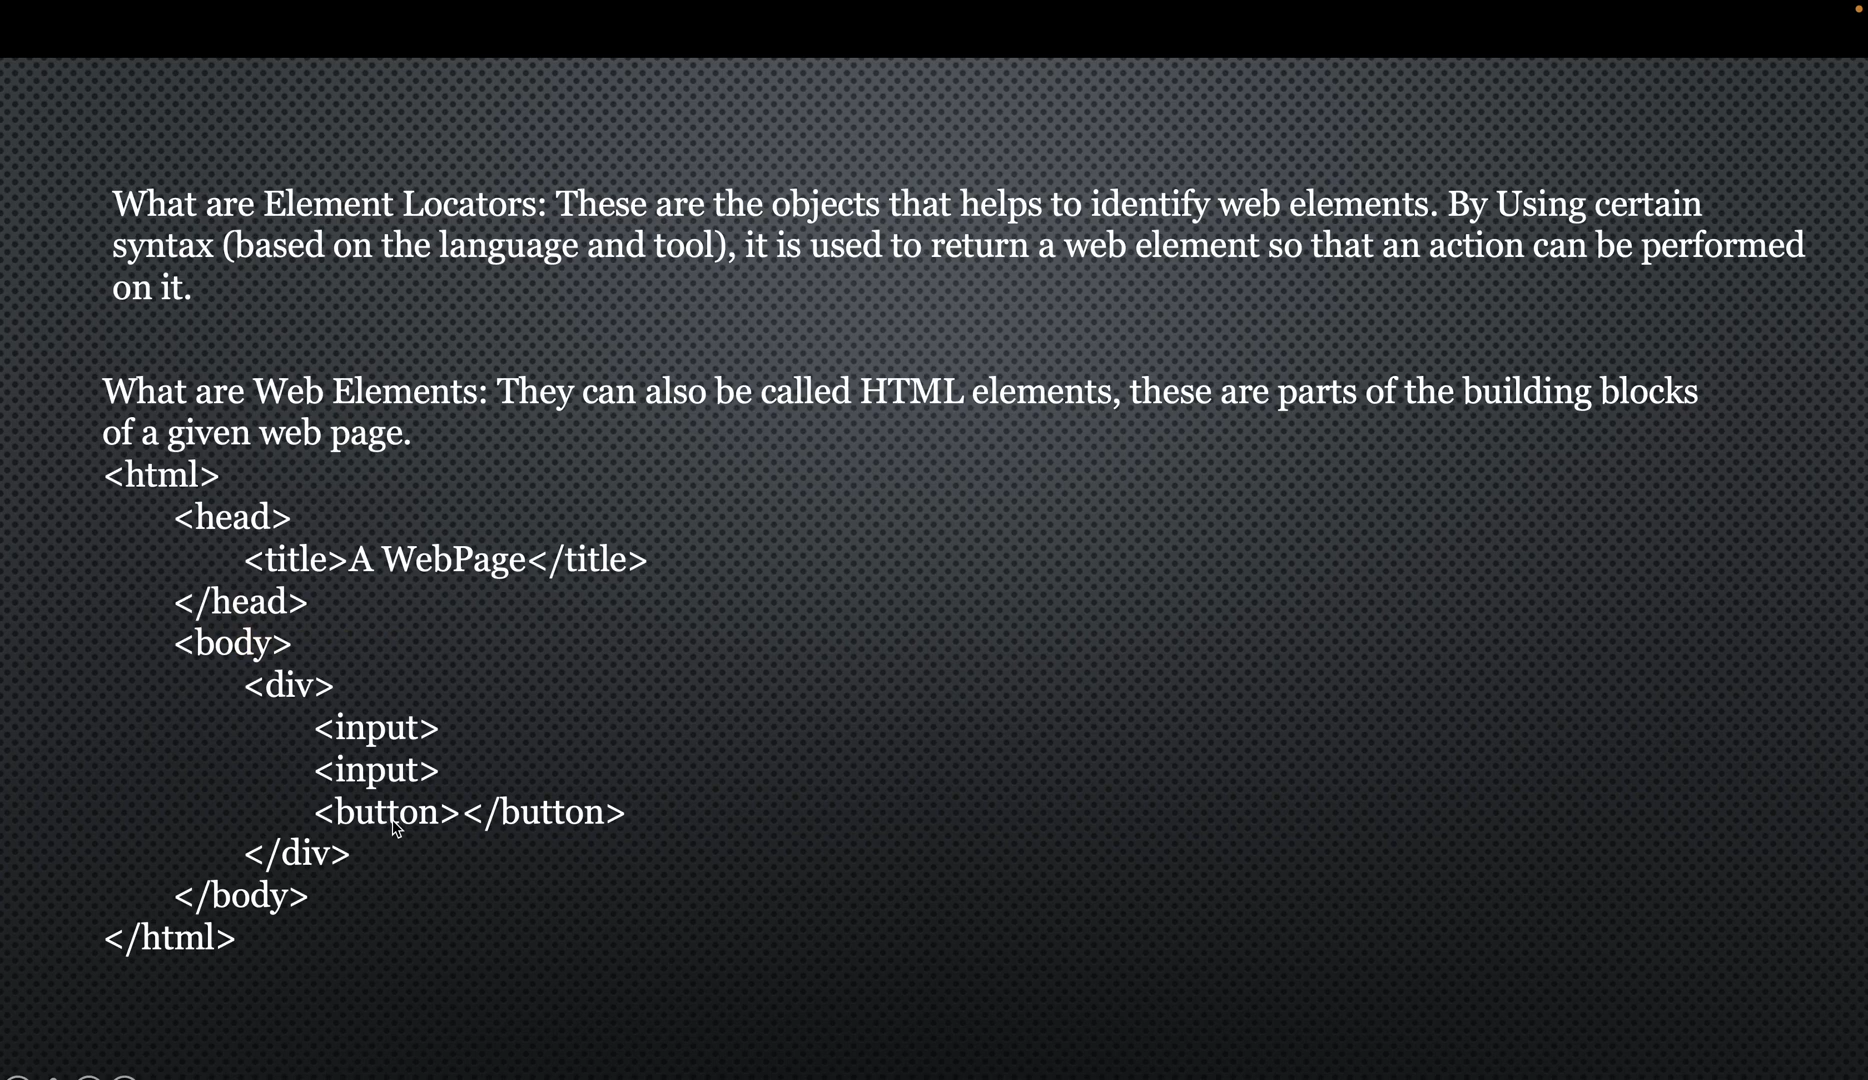 What are Element Locators: These are the objects that helps to identify web elements. By Using certain
syntax (based on the language and tool), it is used to return a web element so that an action can be performed
on it.
What are Web Elements: They can also be called HTML elements, these are parts of the building blocks
of a given web page.
<html>
<head>
<title>A WebPage</title>
</head>
<body>
<div>
<input>
<input>
<button></button>
</div>
</body>
</html>